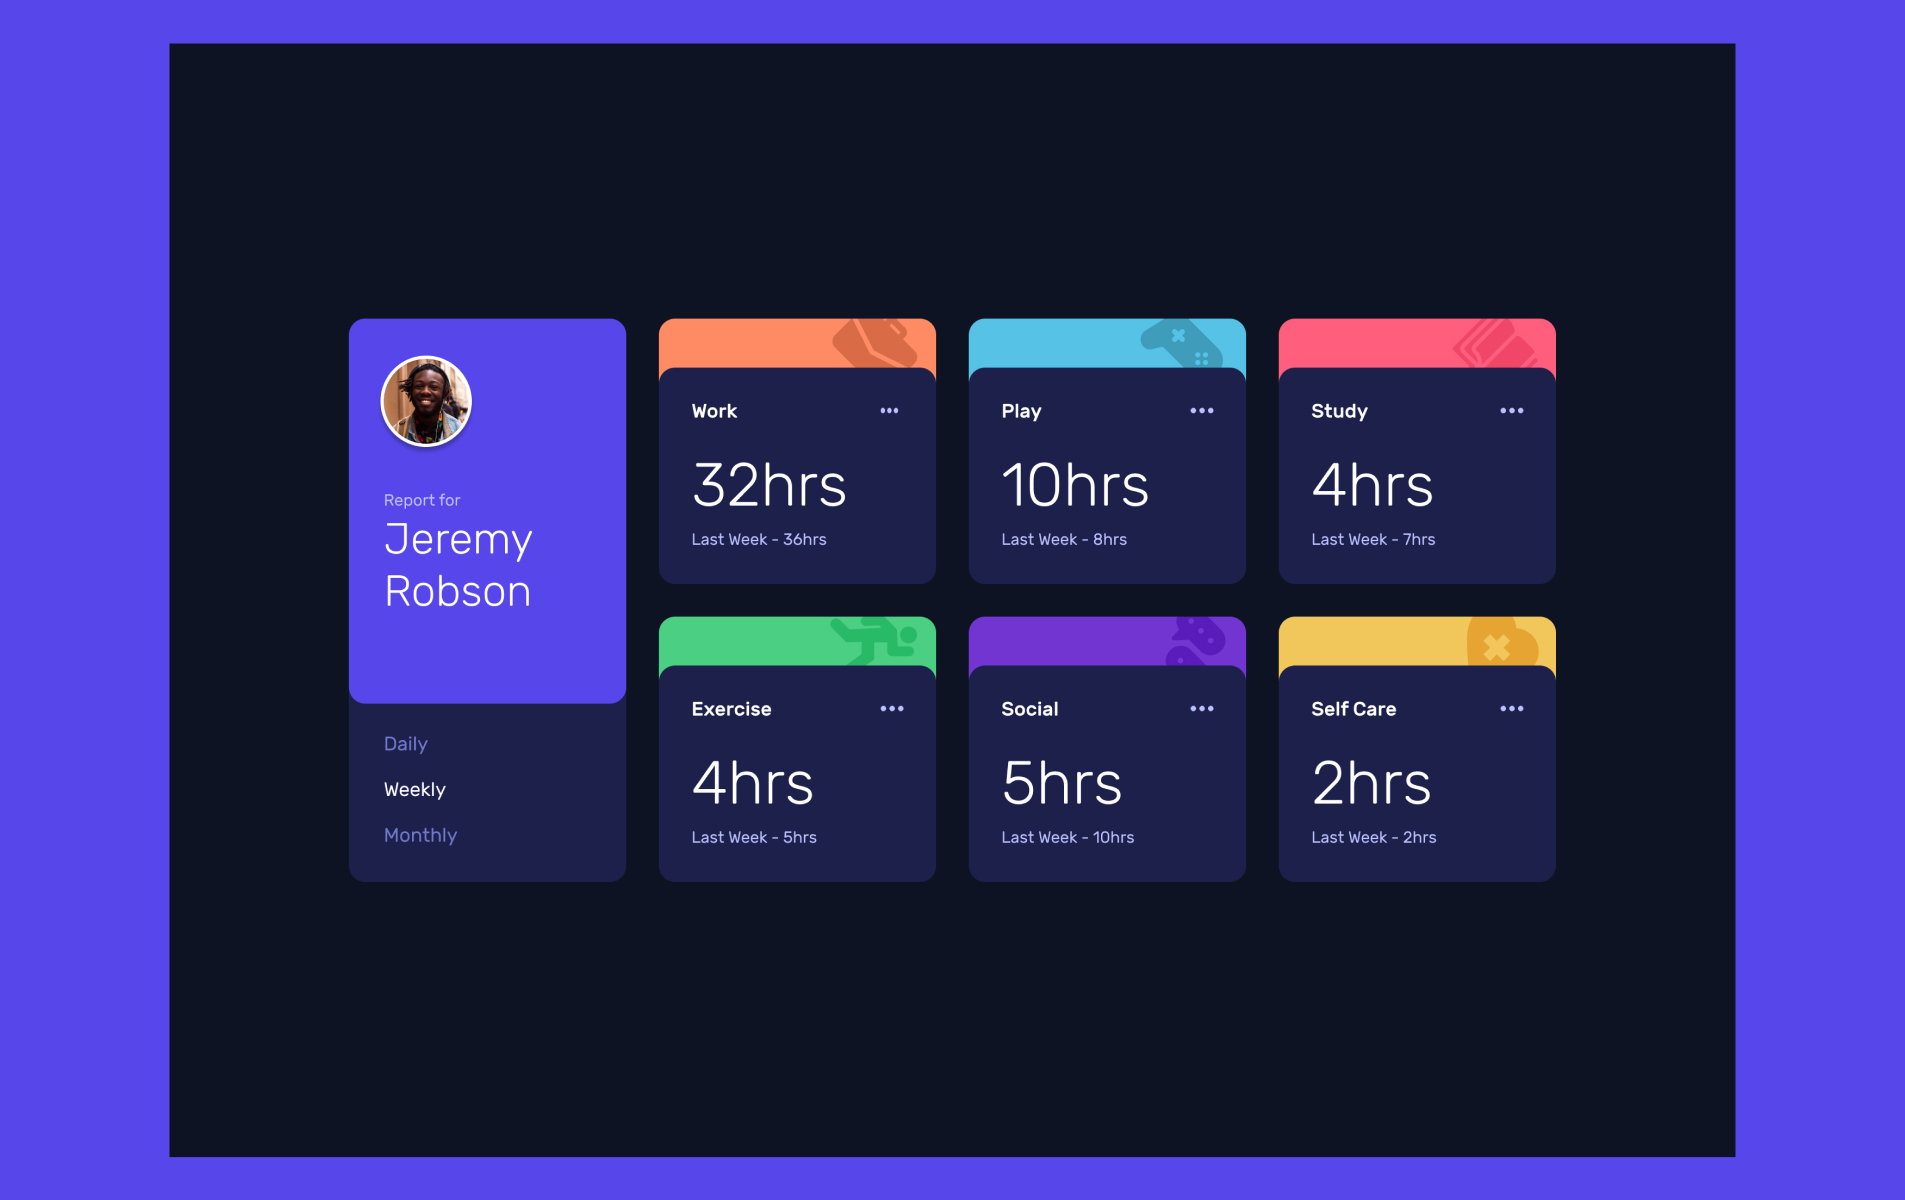 Report for
Jeremy
Robson
Daily
Weekly
Monthly
Work
32hrs
Last Week - 36hrs
Play
10hrs
Last Week - 8hrs
Study
4hrs
Last Week - 7hrs
Exercise
4hrs
Last Week - 5hrs
Social
5hrs
Last Week - 10hrs
Self Care
2hrs
Last Week - 2hrs